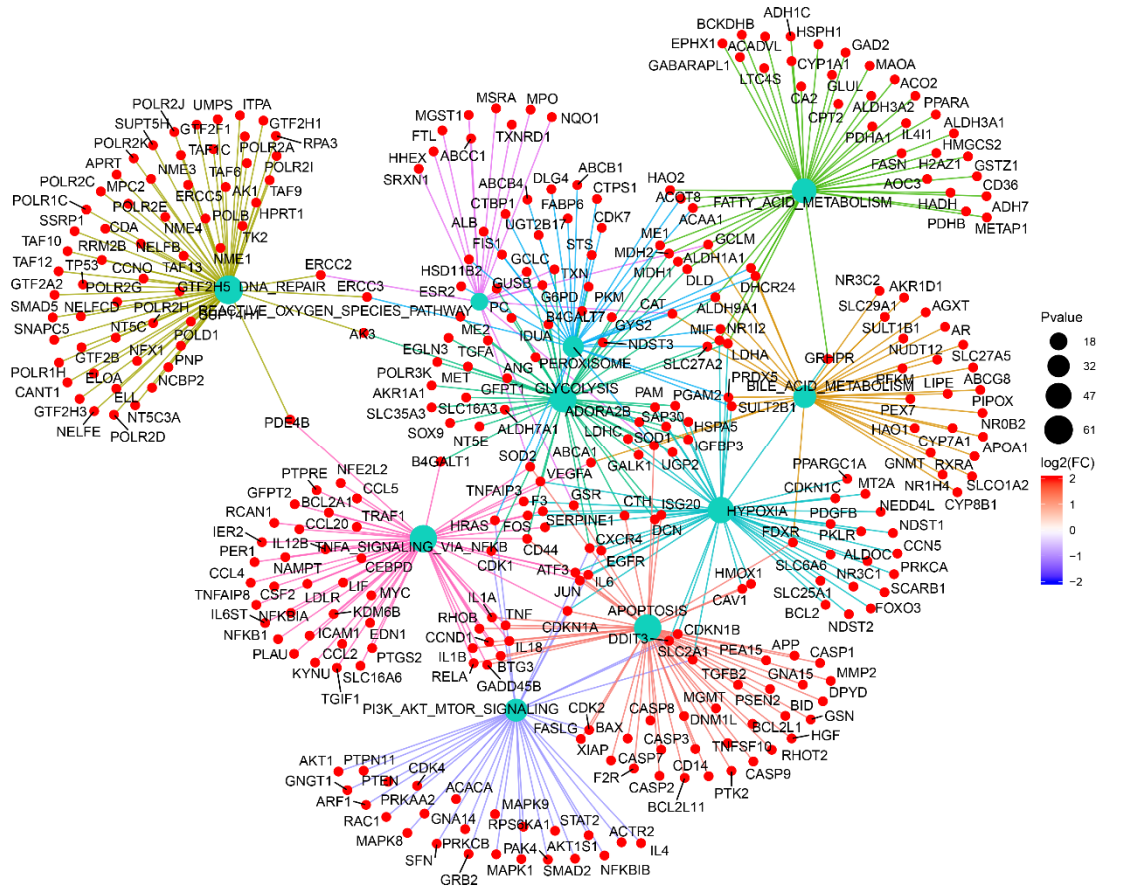 ADH1C
BCKDHB
HSPH1
EPHX1
ACADVL
GAD2
GABARAPL1
CYP1A1
MAOA
LTC4S
GLUL
ACO2
CA2
ALDH3A2
PPARA
CPT2
IL4I1
ALDH3A1
PDHA1
HMGCS2
FASN
H2AZ1
GSTZ1
AOC3
CD36
HADH
ADH7
PDHB
METAP1
FATTY_ACID_METABOLISM
POLR2J
UMPS
ITPA
SUPT5H
GTF2F1
GTF2H1
POLR2K
TAF1C
POLR2A
RPA3
APRT
NME3
TAF6
POLR2I
POLR2C
MPC2
ERCC5
AK1
TAF9
POLR1C
POLR2E
POLB
HPRT1
SSRP1
CDA
NME4
TK2
TAF10
RRM2B
NELFB
NME1
TAF12
TP53
CCNO
TAF13
GTF2A2
POLR2G
GTF2H5
DNA_REPAIR
SMAD5
NELFCD
POLR2H
SNAPC5
NT5C
POLD1
GTF2B
NFX1
PNP
POLR1H
ELOA
NCBP2
CANT1
ELL
GTF2H3
NT5C3A
NELFE
POLR2D
MSRA
MPO
MGST1
NQO1
FTL
TXNRD1
HHEX
ABCC1
SRXN1
ABCB1
DLG4
ABCB4
CTPS1
CTBP1
FABP6
HAO2
ACOT8
ALB
UGT2B17
CDK7
ACAA1
FIS1
STS
ME1
GCLM
HSD11B2
GCLC
TXN
MDH2
ALDH1A1
ERCC2
GUSB
MDH1
DLD
ERCC3
ESR2
G6PD
PKM
DHCR24
REACTIVE_OXYGEN_SPECIES_PATHWAY
PC
B4GALT7
CAT
ALDH9A1
AK3
ME2
IDUA
GYS2
MIF
NR1I2
EGLN3
TGFA
NDST3
LDHA
POLR3K
MET
ANG
PEROXISOME
SLC27A2
AKR1A1
GFPT1
GLYCOLYSIS
PAM
PGAM2
PRDX5
SLC35A3
SLC16A3
ADORA2B
SAP30
SULT2B1
SOX9
NT5E
ALDH7A1
LDHC
SOD1
HSPA5
IGFBP3
PDE4B
B4GALT1
SOD2
ABCA1
GALK1
UGP2
NR3C2
AKR1D1
SLC29A1
AGXT
SULT1B1
AR
NUDT12
GRHPR
SLC27A5
BILE_ACID_METABOLISM
PFKM
LIPE
ABCG8
PIPOX
PEX7
NR0B2
HAO1
CYP7A1
APOA1
GNMT
RXRA
NR1H4
SLCO1A2
CYP8B1
PTPRE
NFE2L2
VEGFA
GFPT2
CCL5
TNFAIP3
GSR
CTH
ISG20
BCL2A1
F3
RCAN1
TRAF1
HRAS
FOS
SERPINE1
DCN
IER2
CCL20
CXCR4
PER1
IL12B
TNFA_SIGNALING_VIA_NFKB
CD44
EGFR
CCL4
NAMPT
CEBPD
CDK1
ATF3
IL6
TNFAIP8
CSF2
LIF
MYC
JUN
IL6ST
LDLR
IL1A
NFKBIA
KDM6B
RHOB
TNF
CDKN1A
NFKB1
ICAM1
EDN1
CCND1
IL18
PLAU
CCL2
PTGS2
IL1B
BTG3
KYNU
SLC16A6
RELA
GADD45B
TGIF1
PPARGC1A
CDKN1C
MT2A
HYPOXIA
PDGFB
NEDD4L
PKLR
NDST1
FDXR
ALDOC
CCN5
SLC6A6
PRKCA
NR3C1
HMOX1
SLC25A1
SCARB1
CAV1
BCL2
FOXO3
NDST2
APOPTOSIS
DDIT3
CDKN1B
SLC2A1
APP
PEA15
CASP1
TGFB2
GNA15
MMP2
PSEN2
DPYD
MGMT
BID
GSN
CDK2
CASP8
DNM1L
BCL2L1
HGF
FASLG
BAX
RHOT2
XIAP
CASP3
TNFSF10
CASP7
CASP9
F2R
CD14
CASP2
PTK2
BCL2L11
PI3K_AKT_MTOR_SIGNALING
AKT1
PTPN11
GNGT1
PTEN
CDK4
ARF1
ACACA
PRKAA2
MAPK9
RAC1
GNA14
RPS6KA1
STAT2
MAPK8
ACTR2
PRKCB
AKT1S1
SFN
PAK4
IL4
GRB2
MAPK1
SMAD2
NFKBIB
Pvalue
18
32
47
61
log2(FC)
2
1
0
−1
−2